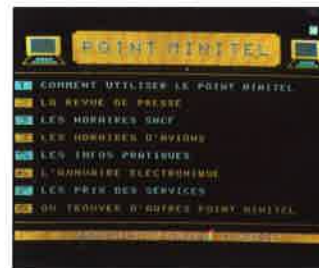 POINT MINITEL
COMMENT UTILISER LE POINT MINITEL
LA REVUE DE PRESSE
LES HORAIRES SNCF
LES HORAIRES D'AVIONS
LES INFOS PRATIQUES
L'ANNUAIRE ELECTRONIQUE
LES PRIX DES SERVICES
OU TROUVER D'AUTRES POINT MINITEL